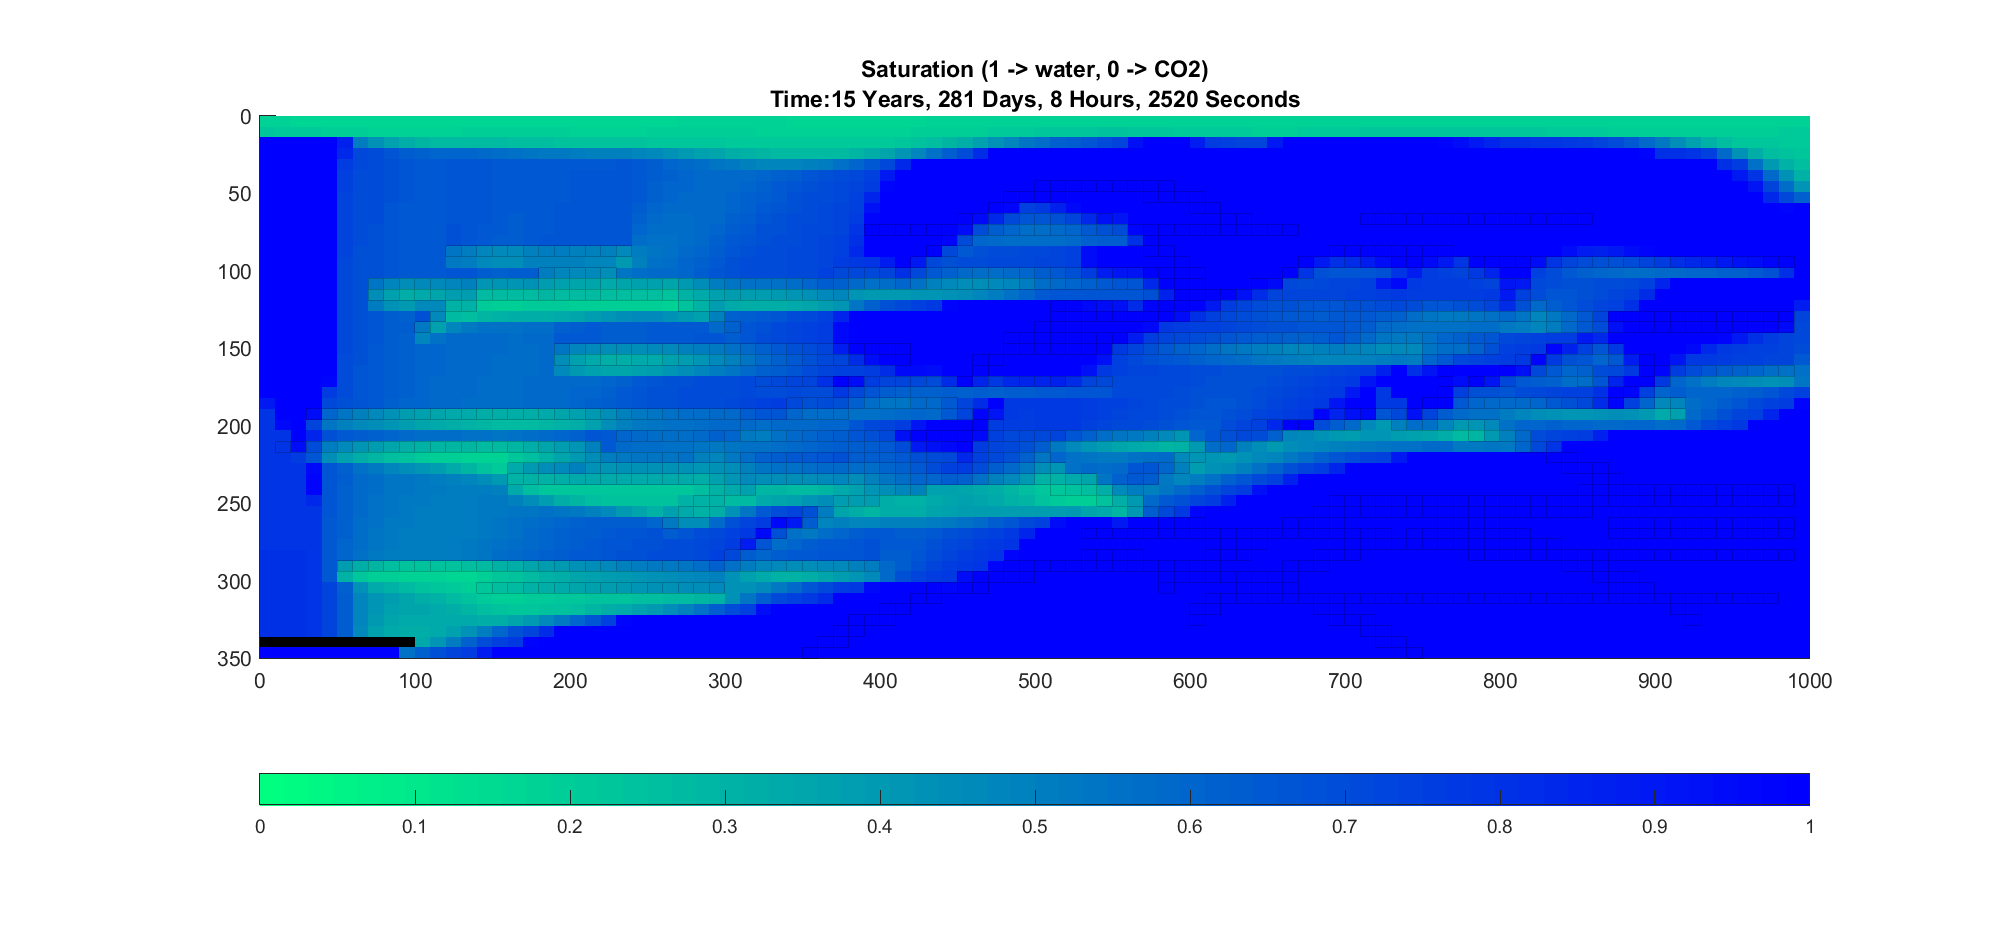 Saturation (1 -> water, 0 -> CO2)
Time:15 Years, 281 Days, 8 Hours, 2520 Seconds
0
50
100
150
200
250
300
350
0 100 200 300 400 500 600 700 800 900 1000
0 0.1 0.2 0.3 0.4 0.5 0.6 0.7 0.8 0.9 1